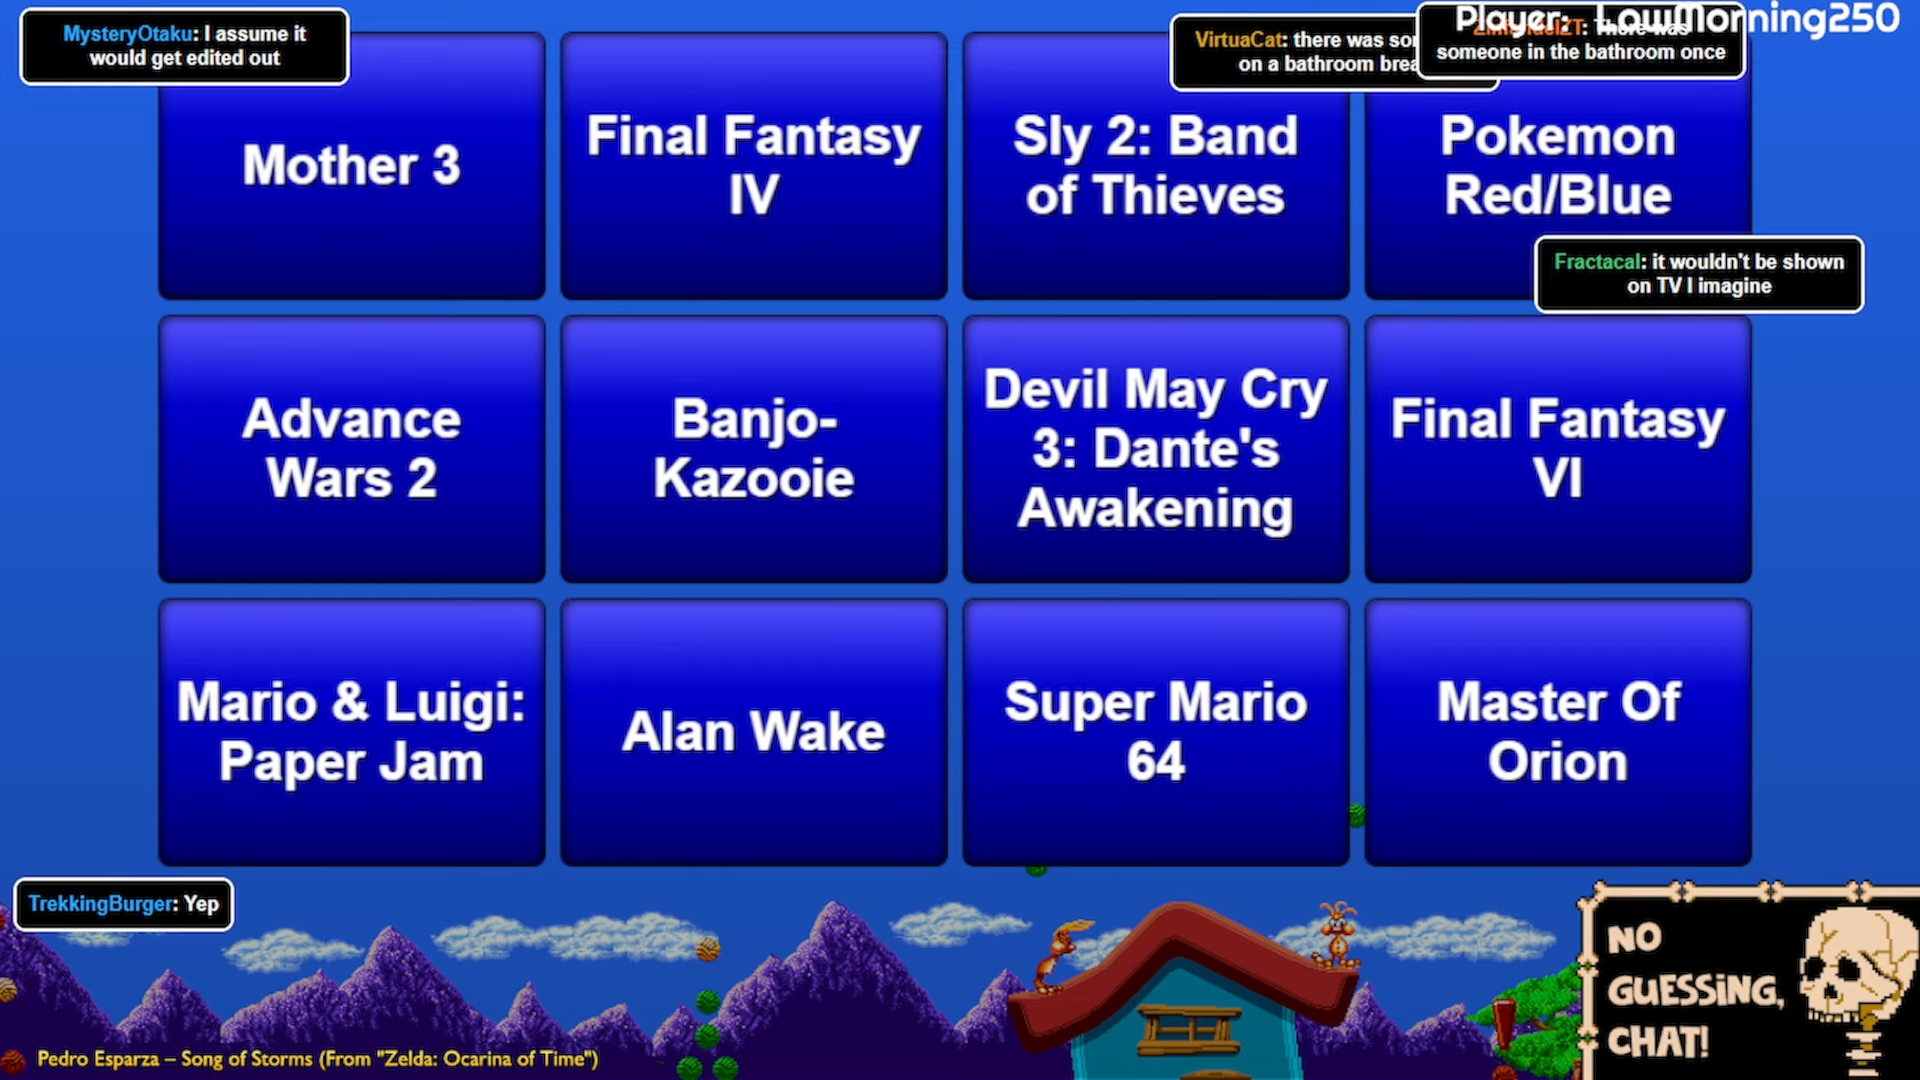 MysteryOtaku: I assume it
would get edited out
VirtuaCat: there was
on a bathroom
Player: LowMorning250
someone in the bathroom once
Mother 3
Final Fantasy
IV
Sly 2: Band
of Thieves
Pokemon
Red/Blue
Fractacal: it wouldn't be shown
on TV I imagine
Advance
Wars 2
Banjo-
Kazooie
Devil May Cry
3: Dante's
Awakening
Final Fantasy
VI
Mario & Luigi:
Paper Jam
Alan Wake
Super Mario
64
Master Of
Orion
TrekkingBurger: Yep
NO
GUESSING,
CHAT!
Pedro Esparza – Song of Storms (From "Zelda: Ocarina of Time")